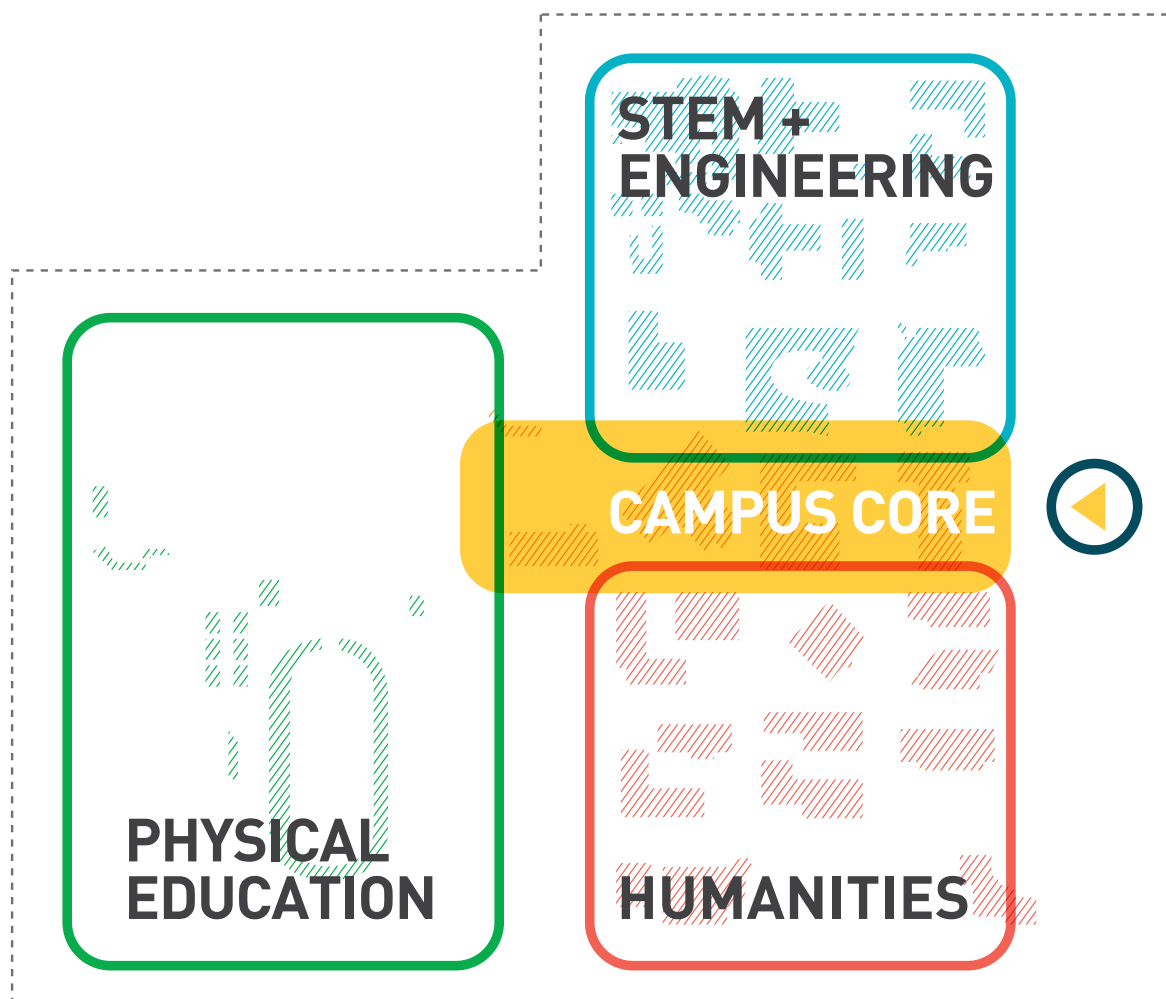 STEM +
ENGINEERING
CAMPUS CORE
PHYSICAL
EDUCATION
HUMANITIES